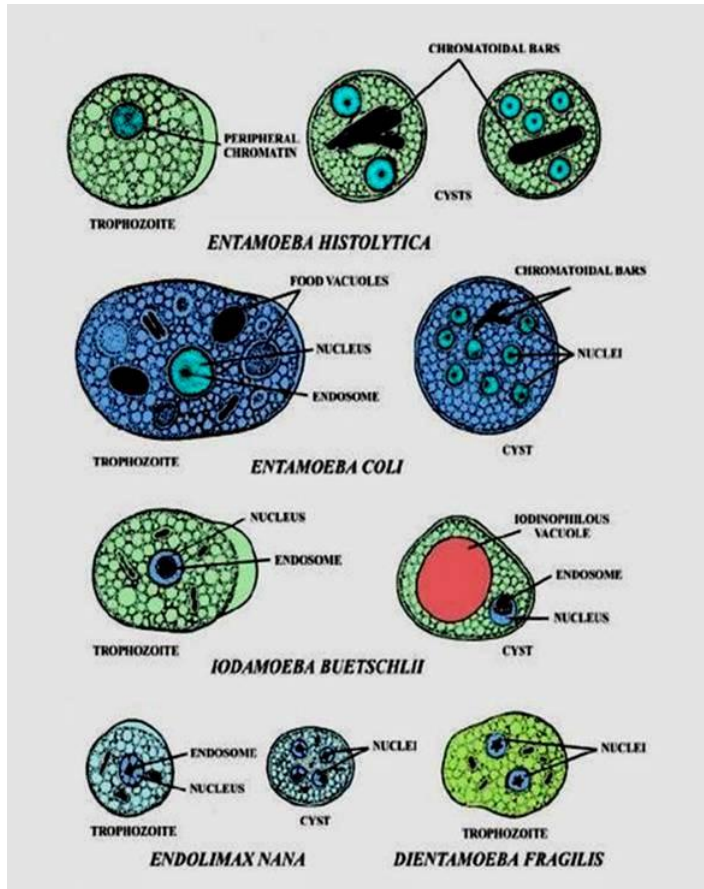 CHROMATOIDAL BARS
PERIPHERAL
CHROMATIN
CYSTS
TROPHOZOITE
ENTAMOEBA HISTOLYTICA
CHROMATOIDAL BARS
FOOD VACUOLES
NUCLEUS
NUCLEI
ENDOSOME
TROPHOZOITE
CYST
ENTAMOEBA COLI
NUCLEUS
IODINOPHILOUS
VACUOLE
ENDOSOME
ENDOSOME
NUCLEUS
TROPHOZOITE
CYST
IODAMOEBA BUETSCHLII
ENDOSOME
NUCLEUS
NUCLEI
NUCLEI
TROPHOZOITE
CYST
TROPHOZOITE
ENDOLIMAX NANA
DIENTAMOEBA FRAGILIS